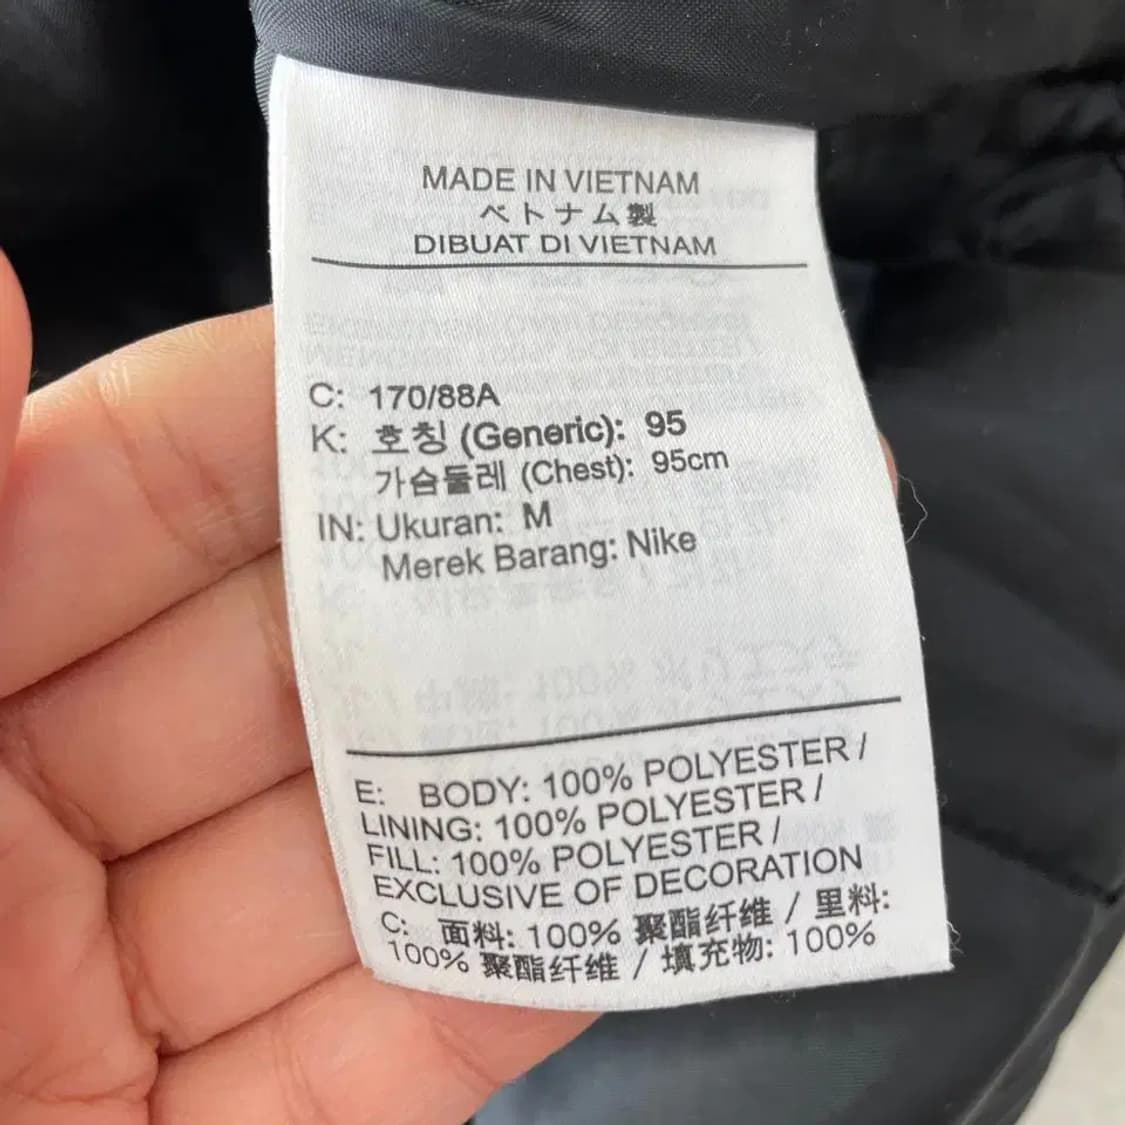 MADE IN VIETNAM
ベトナム製
DIBUAT DI VIETNAM
C: 170/88A
K: 호칭 (Generic): 95
가슴둘레 (Chest): 95cm
IN: Ukuran: M
Merek Barang: Nike
E: BODY: 100% POLYESTER /
LINING: 100% POLYESTER /
FILL: 100% POLYESTER /
EXCLUSIVE OF DECORATION
C: 面料: 100% 聚酯纤维 / 里料:
100% 聚酯纤维 / 填充物: 100%